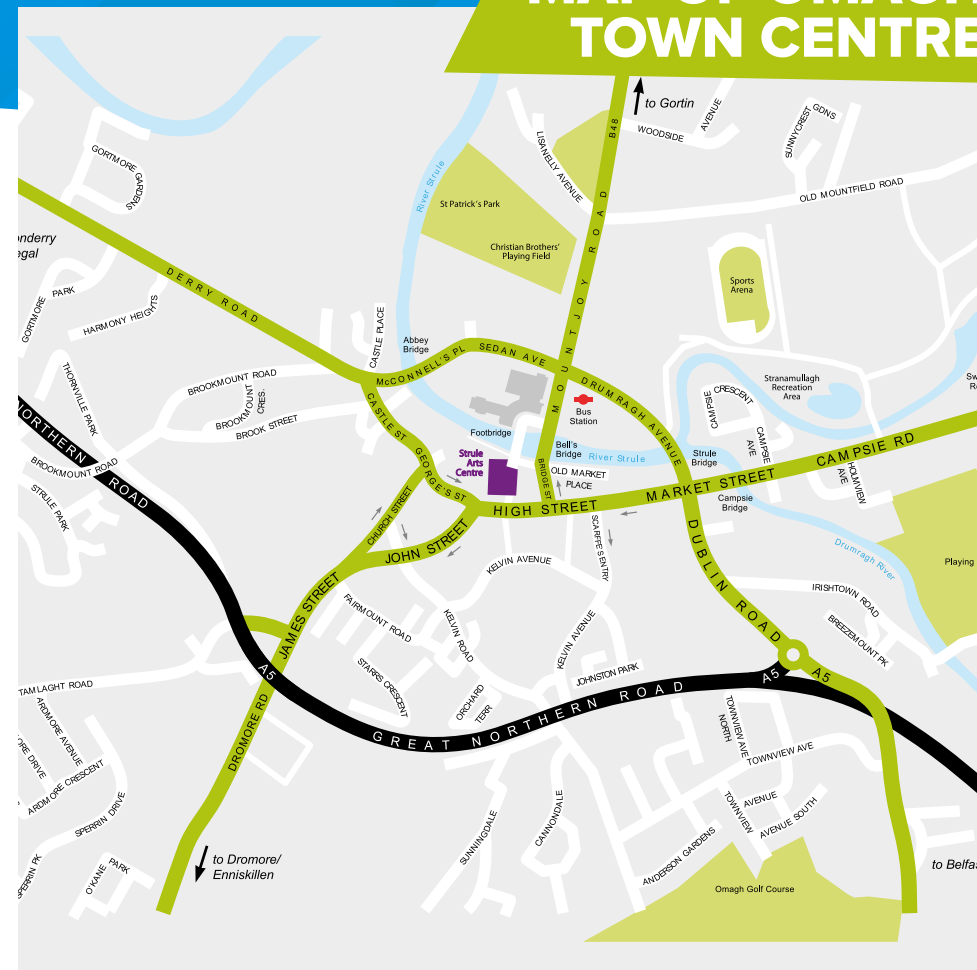 TOWN CENTRE
to Gortin
B48
WOODSIDE
AVENUE
SUNNYCREST
GDNS
LISANELLY AVENUE
OLD MOUNTFIELD ROAD
GORTMORE GARDENS
River Strule
St Patrick's Park
Christian Brothers'
Playing Field
MOUNTJOY ROAD
Sports
Arena
DERRY ROAD
GORTMORE PARK
HARMONY HEIGHTS
CASTLE PLACE
Abbey
Bridge
McCONNELL'S PL
SEDAN AVE
DRUMRAGH AVENUE
THORNVILLE PARK
BROOKMOUNT ROAD
BROOKMOUNT
CRES.
BROOK STREET
CASTLE ST
GEORGE'S ST
Bus
Station
Stranamullagh
Recreation
Area
CAMPSIE
CRESCENT
CAMPSIE
AVE
NORTHERN ROAD
BROOKMOUNT ROAD
STRULE PARK
Footbridge
Strule
Arts
Centre
Bell's
Bridge
River Strule
Strule
Bridge
OLD MARKET
PLACE
BRIDGE ST
HIGH STREET
MARKET STREET
CAMPSIE RD
HOLMVIEW
AVE
Campsie
Bridge
CHURCH STREET
JOHN STREET
SCARFFE'S ENTRY
KELVIN AVENUE
DUBLIN ROAD
Drumragh River
Playing
IRISHTOWN ROAD
BREEZEMOUNT PK
JAMES STREET
FAIRMOUNT ROAD
KELVIN ROAD
KELVIN AVENUE
STARRS CRESCENT
ORCHARD
TERR
JOHNSTON PARK
A5
GREAT NORTHERN ROAD
A5
A5
TAMLAGHT ROAD
ARDMORE AVENUE
ARDMORE CRESCENT
SPERRIN DRIVE
O'KANE PARK
DROMORE RD
TOWNVIEW AVE
NORTH
TOWNVIEW AVE
TOWNVIEW
AVENUE
AVENUE SOUTH
SUNNINGDALE
CANNONDALE
ANDERSON GARDENS
to Dromore/
Enniskillen
Omagh Golf Course